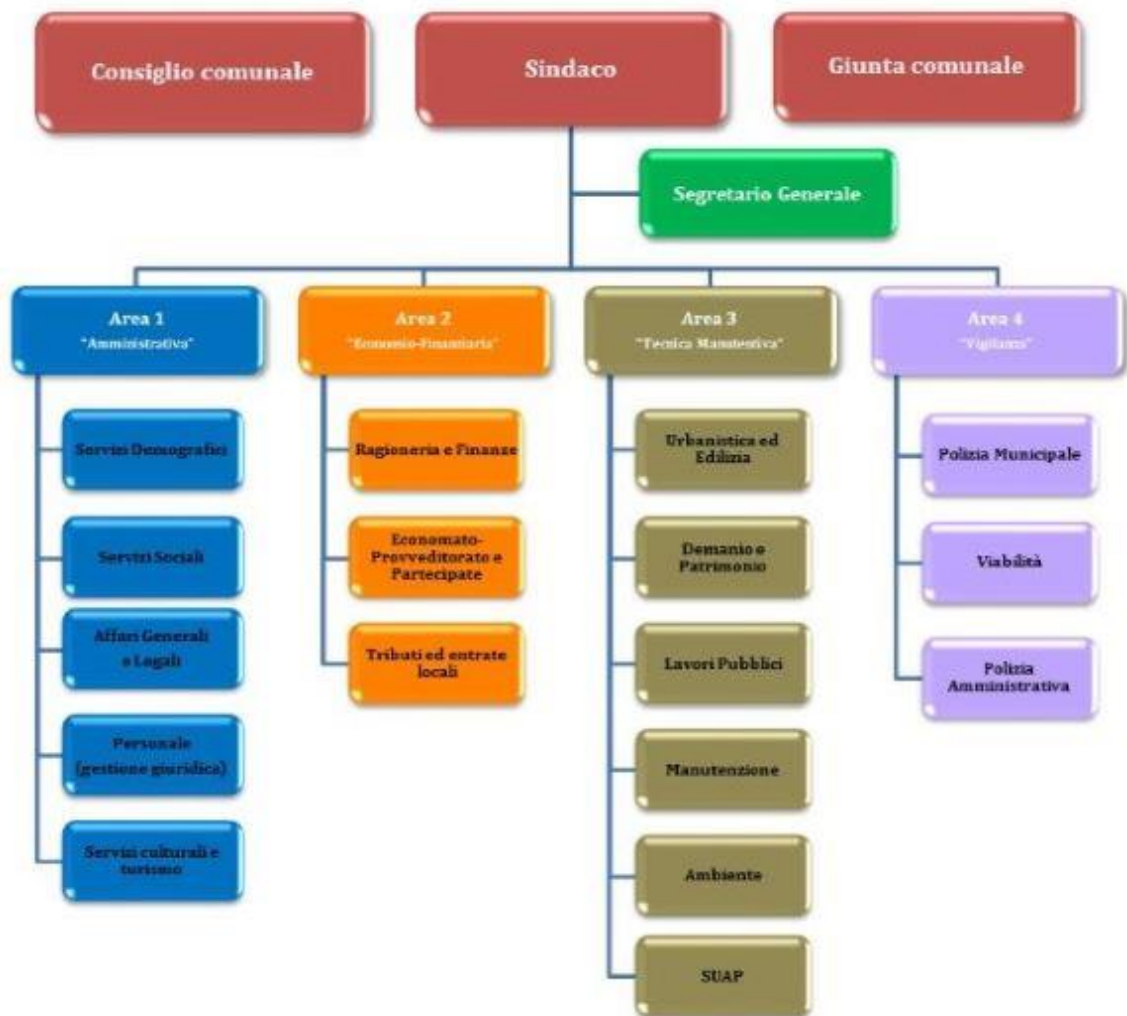 Consiglio comunale
Sindaco
Giunta comunale
Segretario Generale
Area 1
"Amministrativa"
Area 2
"Economio-Finanziaria"
Area 3
"Tecnica Manutentiva"
Area 4
"Vigilanza"
Servizi Demografici
Servizi Sociali
Affari Generali
e Legali
Personale
(gestione giuridica)
Servizi culturali e
turismo
Ragioneria e Finanze
Economato-
Provveditorato e
Partecipate
Tributi ed entrate
locali
Urbanistica ed
Edilizia
Demanio e
Patrimonio
Lavori Pubblici
Manutenzione
Ambiente
SUAP
Polizia Municipale
Viabilità
Polizia
Amministrativa